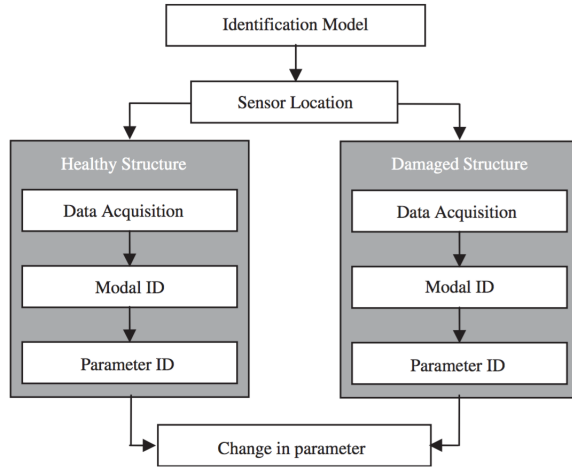 Identification Model
Sensor Location
Healthy Structure
Data Acquisition
Modal ID
Parameter ID
Damaged Structure
Data Acquisition
Modal ID
Parameter ID
Change in parameter